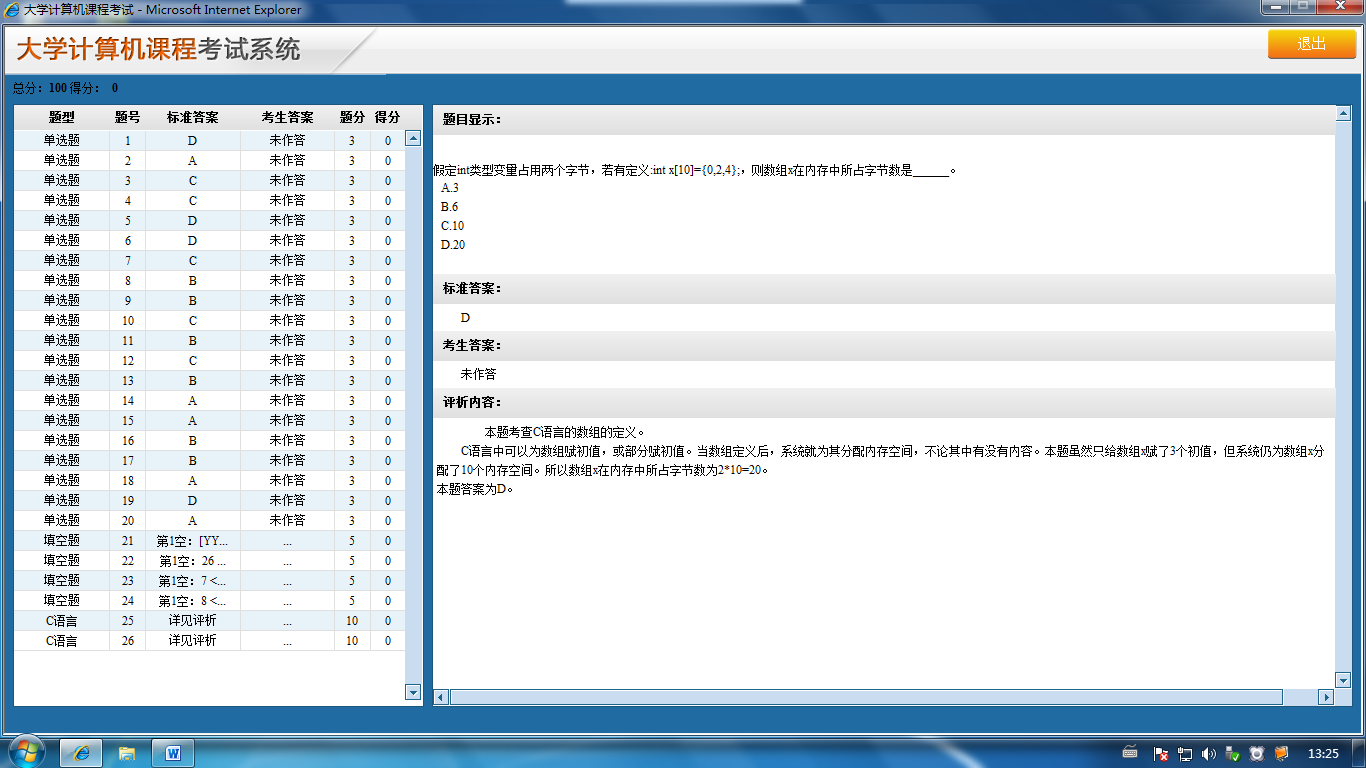 大学计算机课程考试 - Microsoft Internet Explorer
大学计算机课程考试系统
退出
总分：100 得分： 0
题型 题号 标准答案 考生答案 题分 得分
单选题 1 D 未作答 3 0
单选题 2 A 未作答 3 0
单选题 3 C 未作答 3 0
单选题 4 C 未作答 3 0
单选题 5 D 未作答 3 0
单选题 6 D 未作答 3 0
单选题 7 C 未作答 3 0
单选题 8 B 未作答 3 0
单选题 9 B 未作答 3 0
单选题 10 C 未作答 3 0
单选题 11 B 未作答 3 0
单选题 12 C 未作答 3 0
单选题 13 B 未作答 3 0
单选题 14 A 未作答 3 0
单选题 15 A 未作答 3 0
单选题 16 B 未作答 3 0
单选题 17 B 未作答 3 0
单选题 18 A 未作答 3 0
单选题 19 D 未作答 3 0
单选题 20 A 未作答 3 0
填空题 21 第1空：[YY... ... 5 0
填空题 22 第1空：26 ... ... 5 0
填空题 23 第1空：7 <... ... 5 0
填空题 24 第1空：8 <... ... 5 0
C语言 25 详见评析 ... 10 0
C语言 26 详见评析 ... 10 0
题目显示：
假定int类型变量占用两个字节，若有定义:int x[10]={0,2,4};，则数组x在内存中所占字节数是______。
A.3
B.6
C.10
D.20
标准答案：
D
考生答案：
未作答
评析内容：
本题考查C语言的数组的定义。
C语言中可以为数组赋初值，或部分赋初值。当数组定义后，系统就为其分配内存空间，不论其中有没有内容。本题虽然只给数组x赋了3个初值，但系统仍为数组x分
配了10个内存空间。所以数组x在内存中所占字节数为2*10=20。
本题答案为D。
13:25